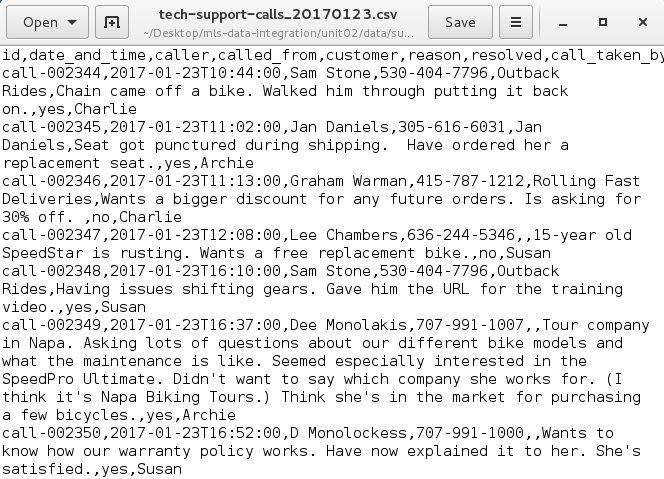 Open
tech-support-calls_20170123.csv
~/Desktop/mls-data-integration/unit02/data/su...
Save
id,date_and_time,caller,called_from,customer,reason,resolved,call_taken_by
call-002344,2017-01-23T10:44:00,Sam Stone,530-404-7796,Outback
Rides,Chain came off a bike. Walked him through putting it back
on.,yes,Charlie
call-002345,2017-01-23T11:02:00,Jan Daniels,305-616-6031,Jan
Daniels,Seat got punctured during shipping.  Have ordered her a
replacement seat.,yes,Archie
call-002346,2017-01-23T11:13:00,Graham Warman,415-787-1212,Rolling Fast
Deliveries,Wants a bigger discount for any future orders. Is asking for
30% off. ,no,Charlie
call-002347,2017-01-23T12:08:00,Lee Chambers,636-244-5346,,15-year old
SpeedStar is rusting. Wants a free replacement bike.,no,Susan
call-002348,2017-01-23T16:10:00,Sam Stone,530-404-7796,Outback
Rides,Having issues shifting gears. Gave him the URL for the training
video.,yes,Susan
call-002349,2017-01-23T16:37:00,Dee Monolakis,707-991-1007,,Tour company
in Napa. Asking lots of questions about our different bike models and
what the maintenance is like. Seemed especially interested in the
SpeedPro Ultimate. Didn't want to say which company she works for. (I
think it's Napa Biking Tours.) Think she's in the market for purchasing
a few bicycles.,yes,Archie
call-002350,2017-01-23T16:52:00,D Monolockess,707-991-1000,,Wants to
know how our warranty policy works. Have now explained it to her. She's
satisfied.,yes,Susan